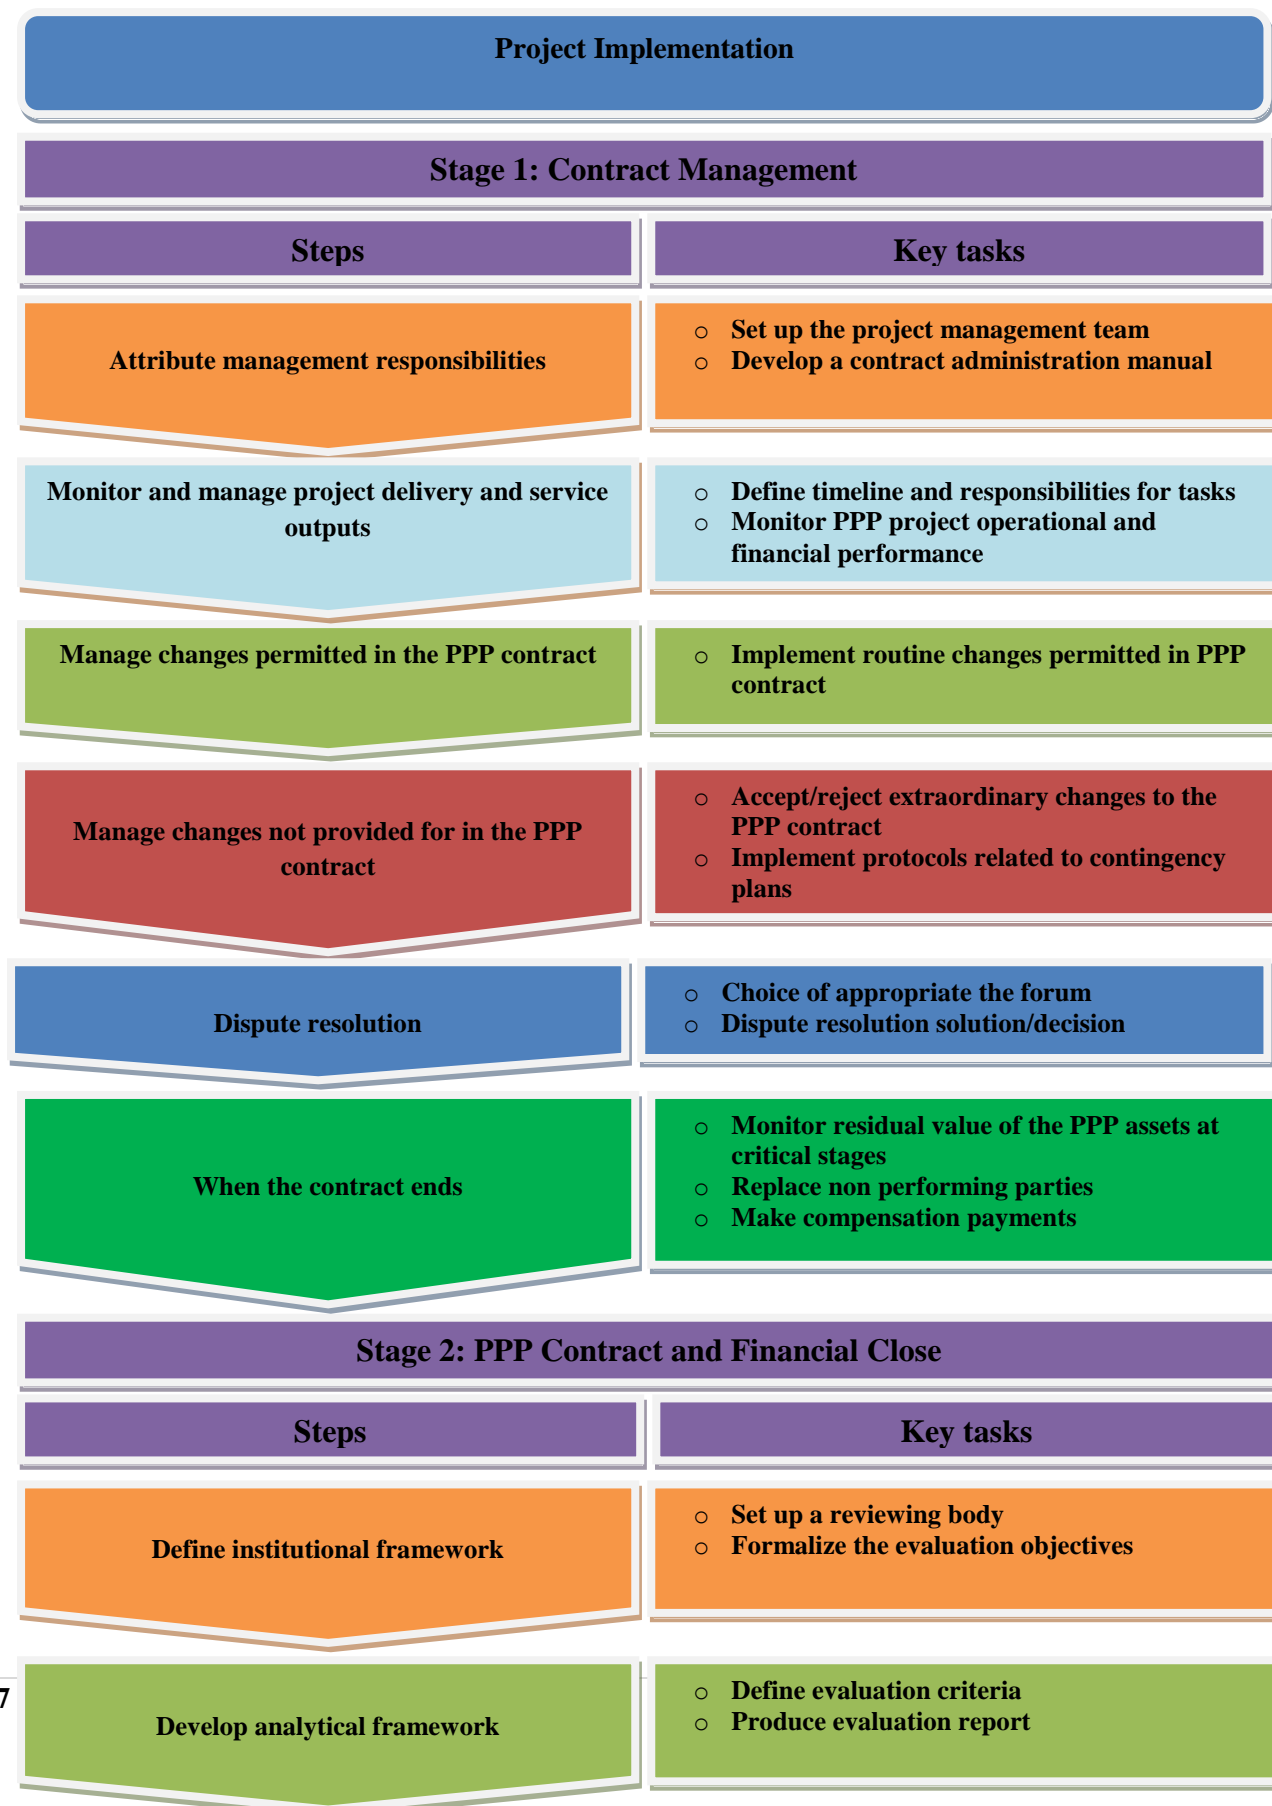 Project Implementation
Stage 1: Contract Management
Steps
Key tasks
Attribute management responsibilities
○ Set up the project management team
○ Develop a contract administration manual
Monitor and manage project delivery and service
outputs
○ Define timeline and responsibilities for tasks
○ Monitor PPP project operational and
financial performance
Manage changes permitted in the PPP contract
○ Implement routine changes permitted in PPP
contract
Manage changes not provided for in the PPP
contract
○ Accept/reject extraordinary changes to the
PPP contract
○ Implement protocols related to contingency
plans
Dispute resolution
○ Choice of appropriate the forum
○ Dispute resolution solution/decision
When the contract ends
○ Monitor residual value of the PPP assets at
critical stages
○ Replace non performing parties
○ Make compensation payments
Stage 2: PPP Contract and Financial Close
Steps
Key tasks
Define institutional framework
○ Set up a reviewing body
○ Formalize the evaluation objectives
7
Develop analytical framework
○ Define evaluation criteria
○ Produce evaluation report